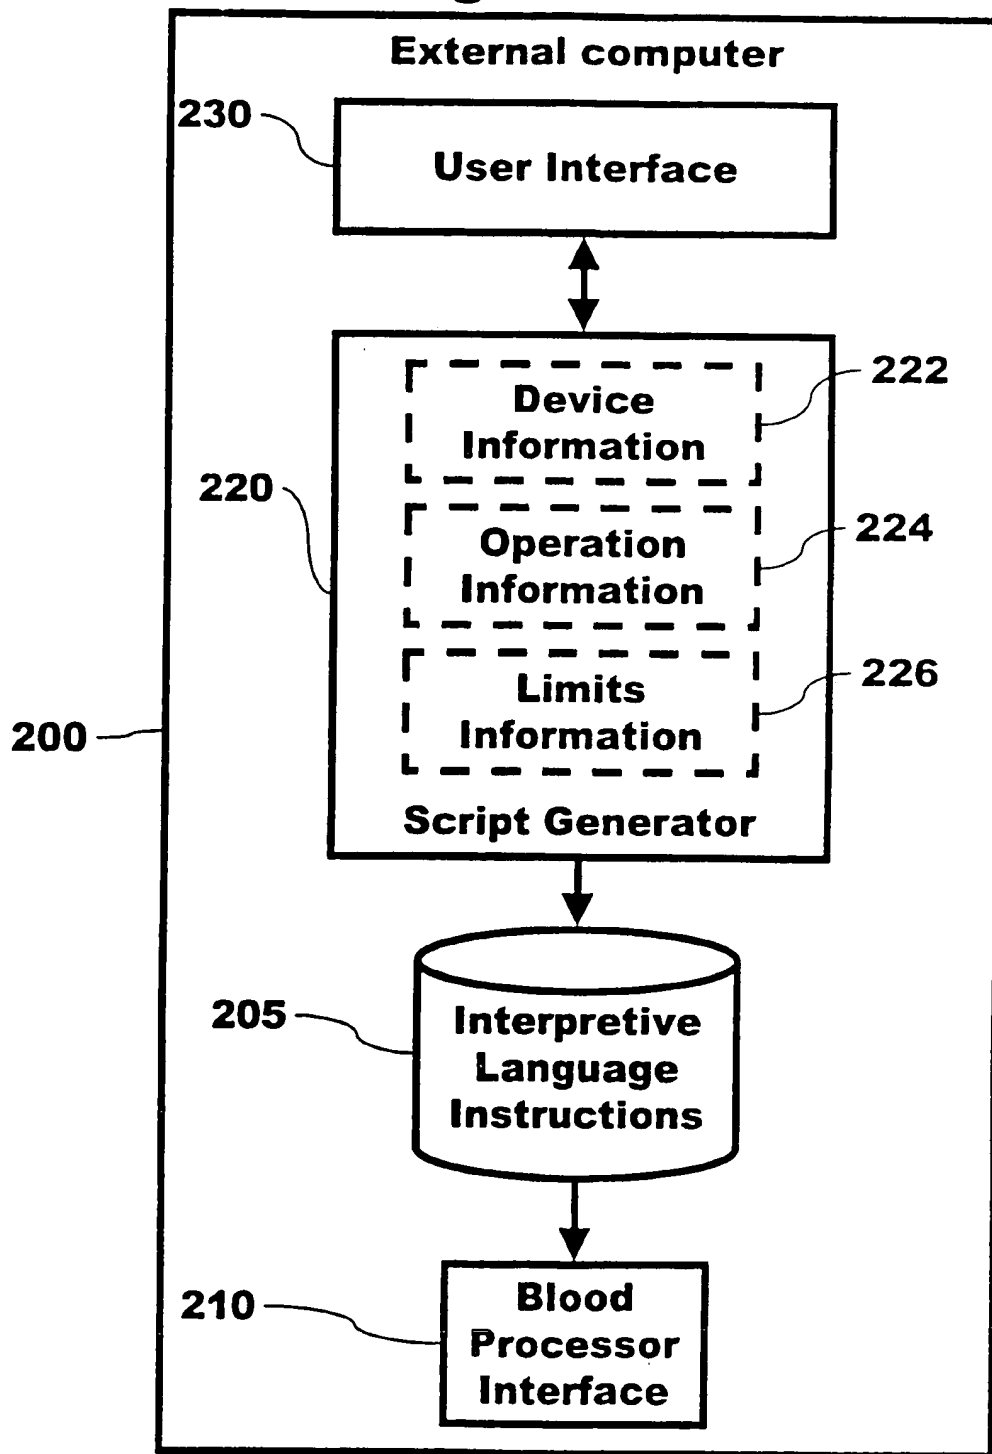 External computer
230
User Interface
Device
Information
222
220
Operation
Information
224
Limits
Information
226
200
Script Generator
205
Interpretive
Language
Instructions
210
Blood
Processor
Interface